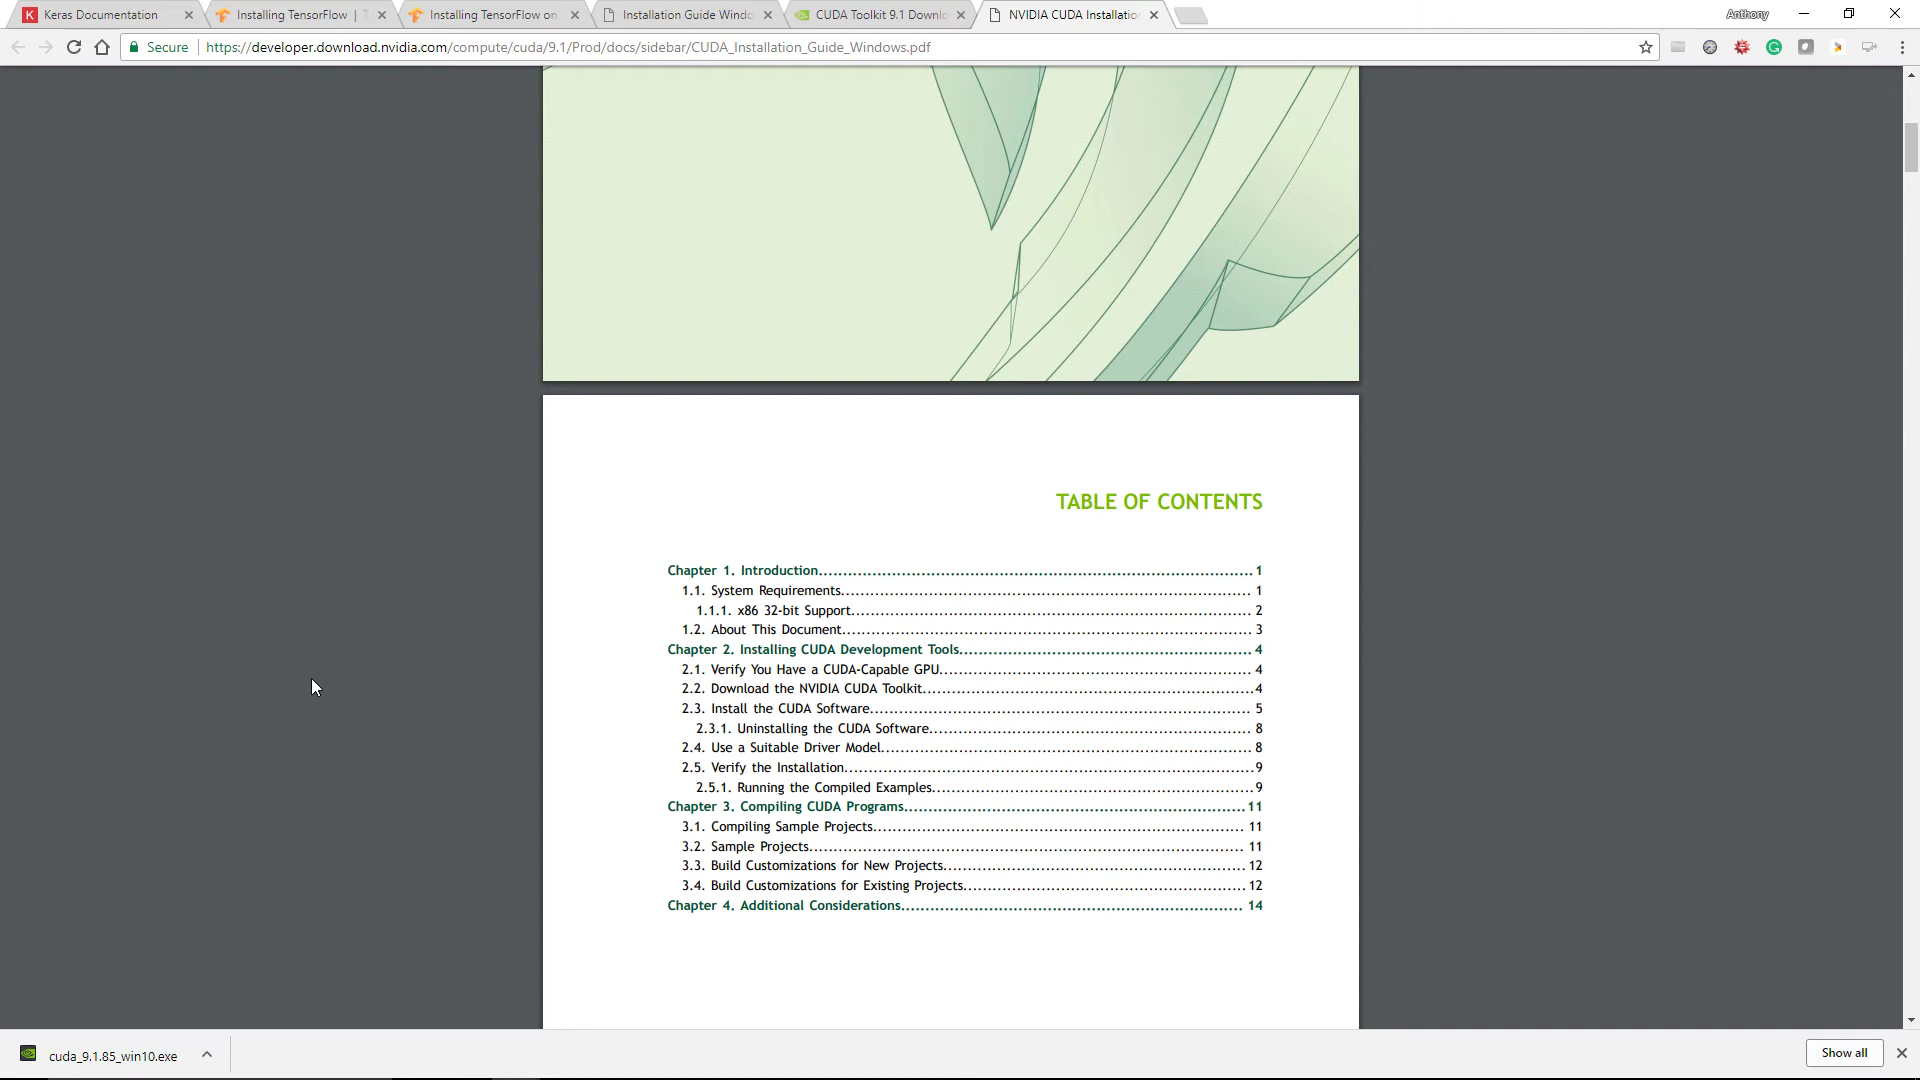 Keras Documentation
Installing TensorFlow | T
Installing TensorFlow on
Installation Guide Windo
CUDA Toolkit 9.1 Downl
NVIDIA CUDA Installatio
Anthony
Secure
https://developer.download.nvidia.com/compute/cuda/9.1/Prod/docs/sidebar/CUDA_Installation_Guide_Windows.pdf
TABLE OF CONTENTS
Chapter 1. Introduction 1
1.1. System Requirements 1
1.1.1. x86 32-bit Support 2
1.2. About This Document 3
Chapter 2. Installing CUDA Development Tools 4
2.1. Verify You Have a CUDA-Capable GPU 4
2.2. Download the NVIDIA CUDA Toolkit 4
2.3. Install the CUDA Software 5
2.3.1. Uninstalling the CUDA Software 8
2.4. Use a Suitable Driver Model 8
2.5. Verify the Installation 9
2.5.1. Running the Compiled Examples 9
Chapter 3. Compiling CUDA Programs 11
3.1. Compiling Sample Projects 11
3.2. Sample Projects 11
3.3. Build Customizations for New Projects 12
3.4. Build Customizations for Existing Projects 12
Chapter 4. Additional Considerations 14
cuda_9.1.85_win10.exe
Show all